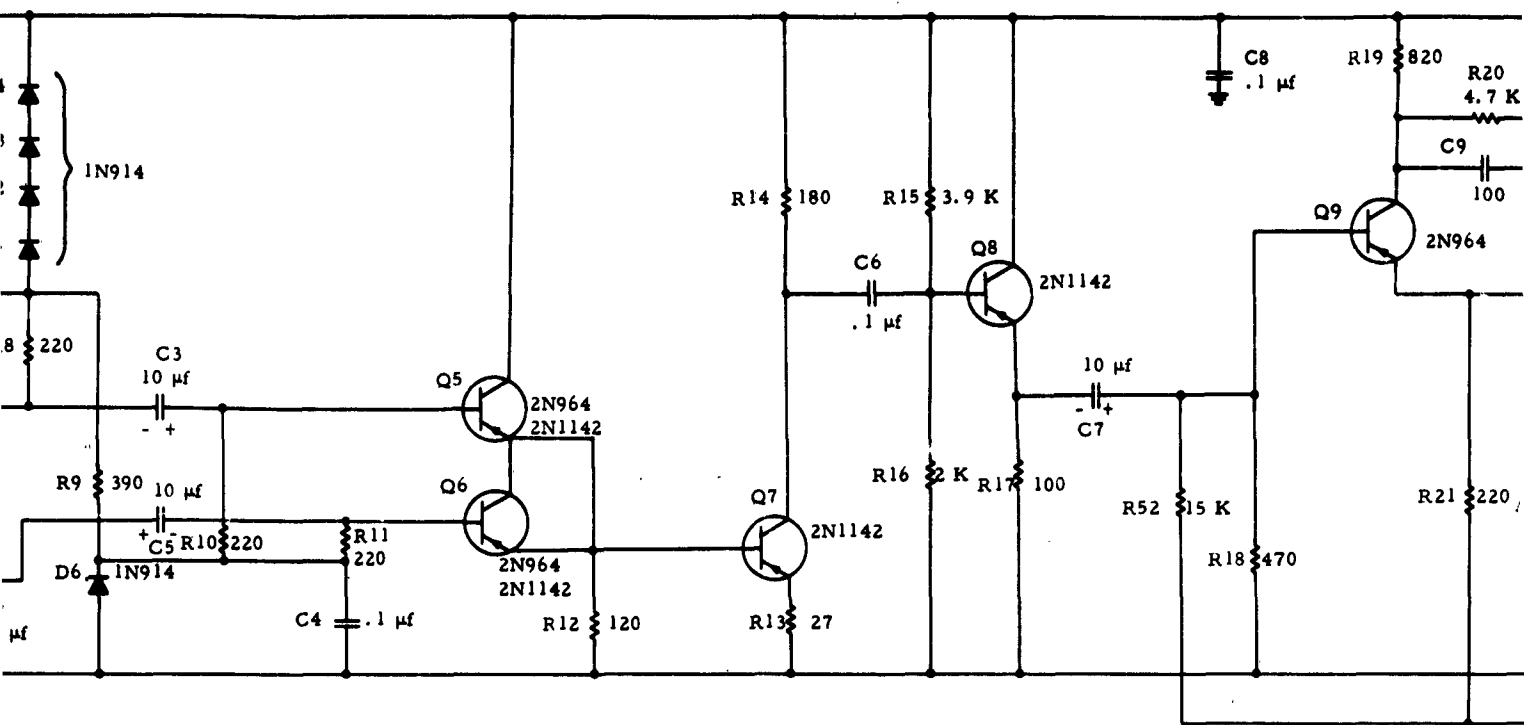 C8
.1 µf
R19 820
R20
4.7 K
C9
100
1N914
R14 180
R15 3.9 K
Q9
2N964
Q8
2N1142
C6
.1 µf
8 220
C3
10 µf
- +
Q5
2N964
2N1142
10 µf
- +
C7
R9 390
10 µf
+ -
C5
R10 220
R11
220
Q6
2N964
2N1142
Q7
2N1142
R16 2 K
R17 100
R52 15 K
R21 220
R18 470
D6 1N914
C4 .1 µf
R12 120
R13 27
µf